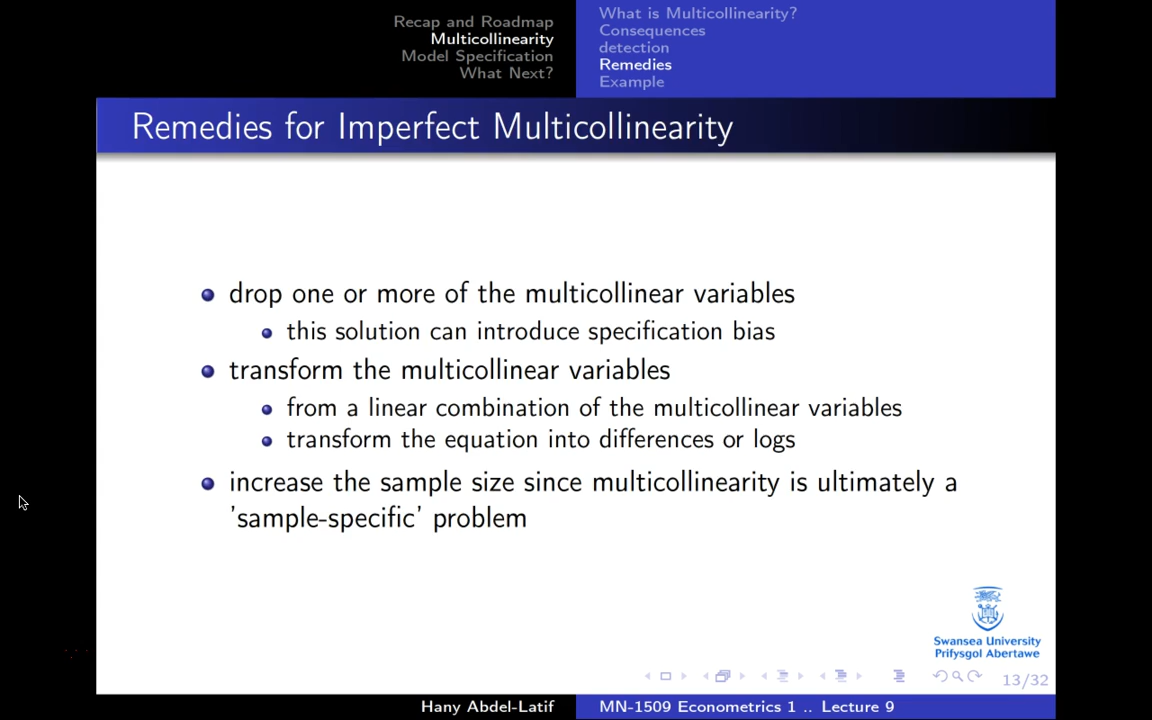 Recap and Roadmap
Multicollinearity
Model Specification
What Next?
What is Multicollinearity?
Consequences
detection
Remedies
Example
Remedies for Imperfect Multicollinearity
drop one or more of the multicollinear variables
this solution can introduce specification bias
transform the multicollinear variables
from a linear combination of the multicollinear variables
transform the equation into differences or logs
increase the sample size since multicollinearity is ultimately a
'sample-specific' problem
Swansea University
Prifysgol Abertawe
13/32
Hany Abdel-Latif
MN-1509 Econometrics 1 .. Lecture 9